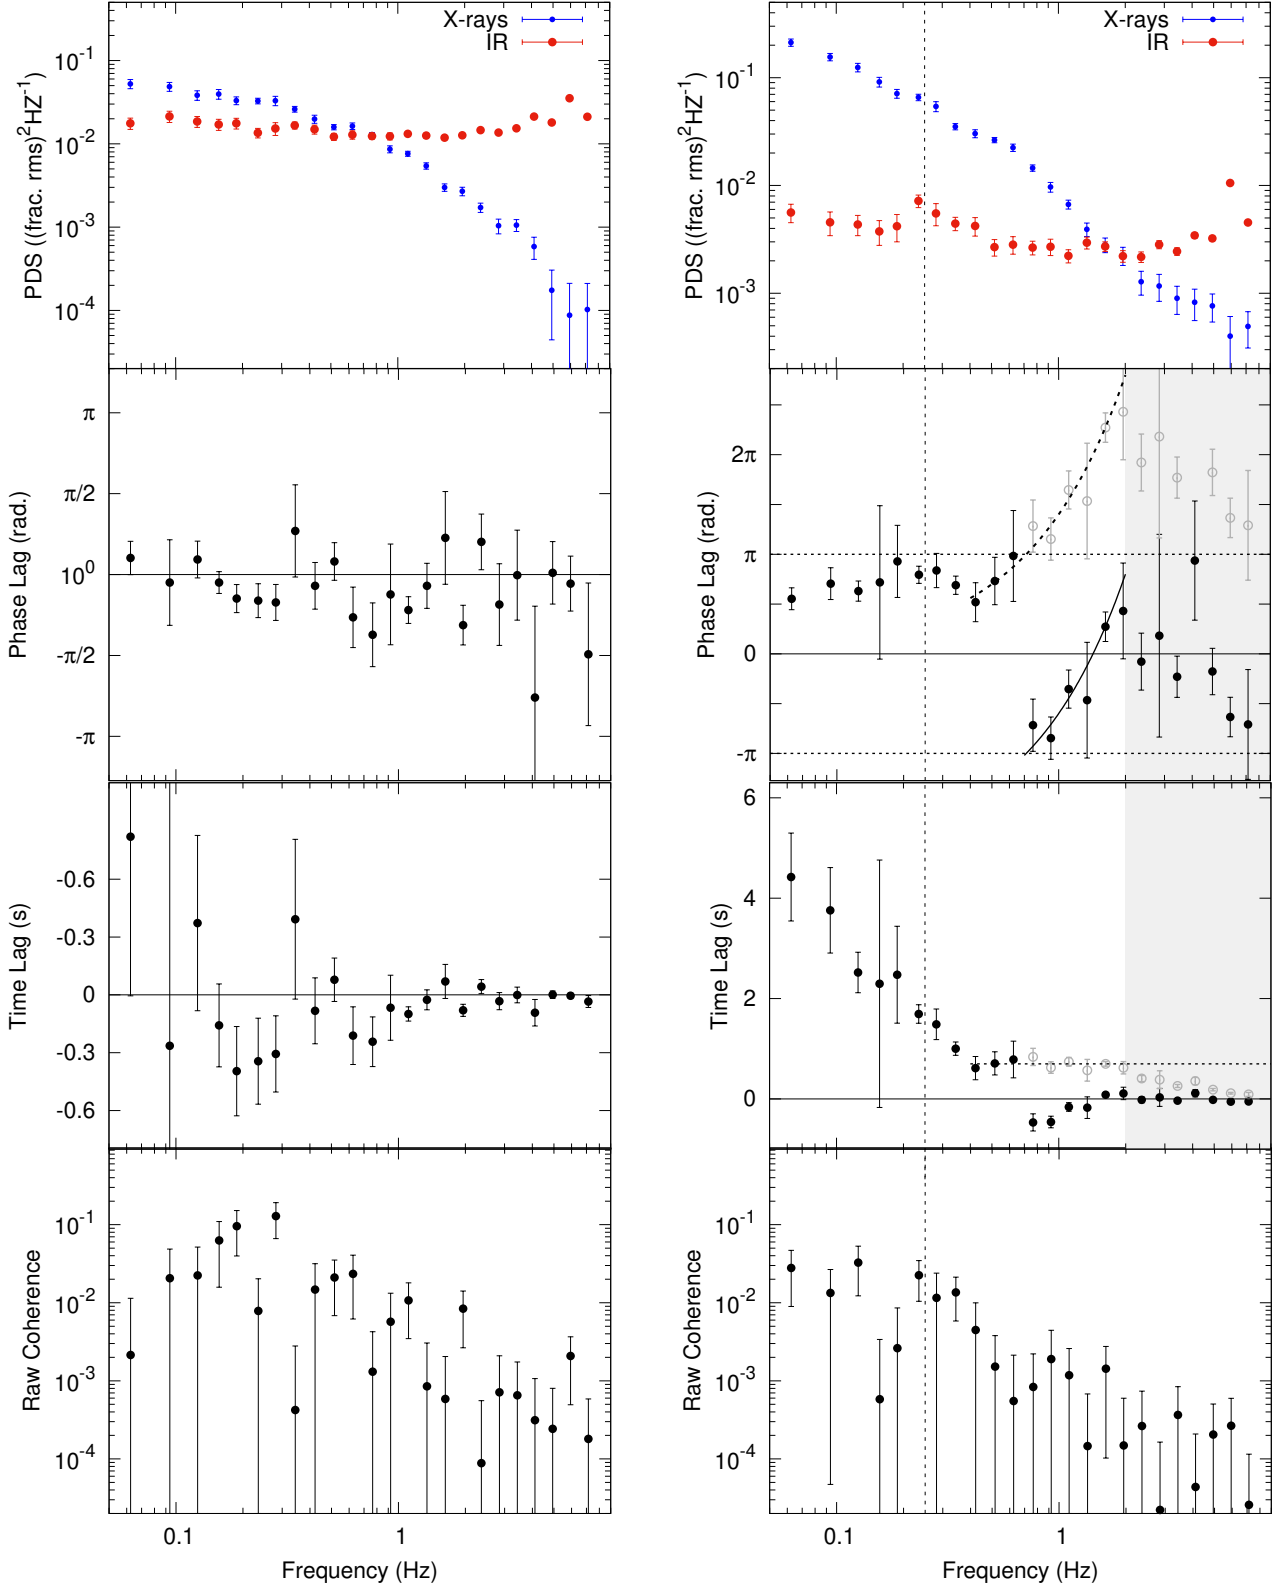 X-rays
IR
PDS ((frac. rms)²HZ⁻¹)
10⁻¹
10⁻²
10⁻³
10⁻⁴
X-rays
IR
PDS ((frac. rms)²HZ⁻¹)
10⁻¹
10⁻²
10⁻³
Phase Lag (rad.)
π
π/2
10⁰
-π/2
-π
Phase Lag (rad.)
2π
π
0
-π
Time Lag (s)
-0.6
-0.3
0
-0.3
-0.6
Time Lag (s)
6
4
2
0
Raw Coherence
10⁻¹
10⁻²
10⁻³
10⁻⁴
0.1
1
Frequency (Hz)
Raw Coherence
10⁻¹
10⁻²
10⁻³
10⁻⁴
0.1
1
Frequency (Hz)